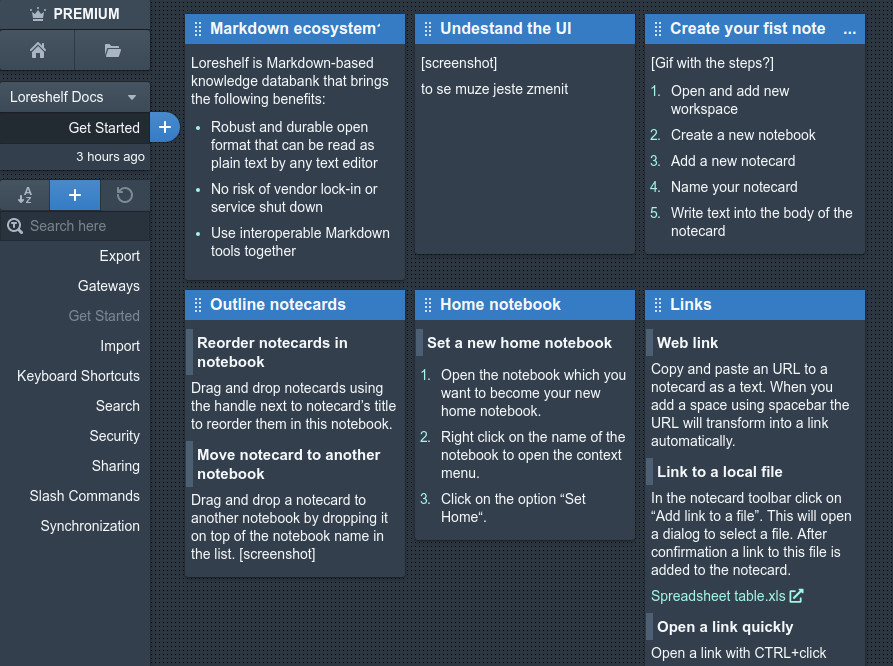 PREMIUM
Loreshelf Docs
Get Started
3 hours ago
Search here
Export
Gateways
Get Started
Import
Keyboard Shortcuts
Search
Security
Sharing
Slash Commands
Synchronization
Markdown ecosystem
Loreshelf is Markdown-based
knowledge databank that brings
the following benefits:
• Robust and durable open
format that can be read as
plain text by any text editor
• No risk of vendor lock-in or
service shut down
• Use interoperable Markdown
tools together
Undestand the UI
[screenshot]
to se muze jeste zmenit
Create your fist note ...
[Gif with the steps?]
1. Open and add new
workspace
2. Create a new notebook
3. Add a new notecard
4. Name your notecard
5. Write text into the body of the
notecard
Outline notecards
Reorder notecards in
notebook
Drag and drop notecards using
the handle next to notecard's title
to reorder them in this notebook.
Move notecard to another
notebook
Drag and drop a notecard to
another notebook by dropping it
on top of the notebook name in
the list. [screenshot]
Home notebook
Set a new home notebook
1. Open the notebook which you
want to become your new
home notebook.
2. Right click on the name of the
notebook to open the context
menu.
3. Click on the option “Set
Home“.
Links
Web link
Copy and paste an URL to a
notecard as a text. When you
add a space using spacebar the
URL will transform into a link
automatically.
Link to a local file
In the notecard toolbar click on
“Add link to a file”. This will open
a dialog to select a file. After
confirmation a link to this file is
added to the notecard.
Spreadsheet table.xls
Open a link quickly
Open a link with CTRL+click